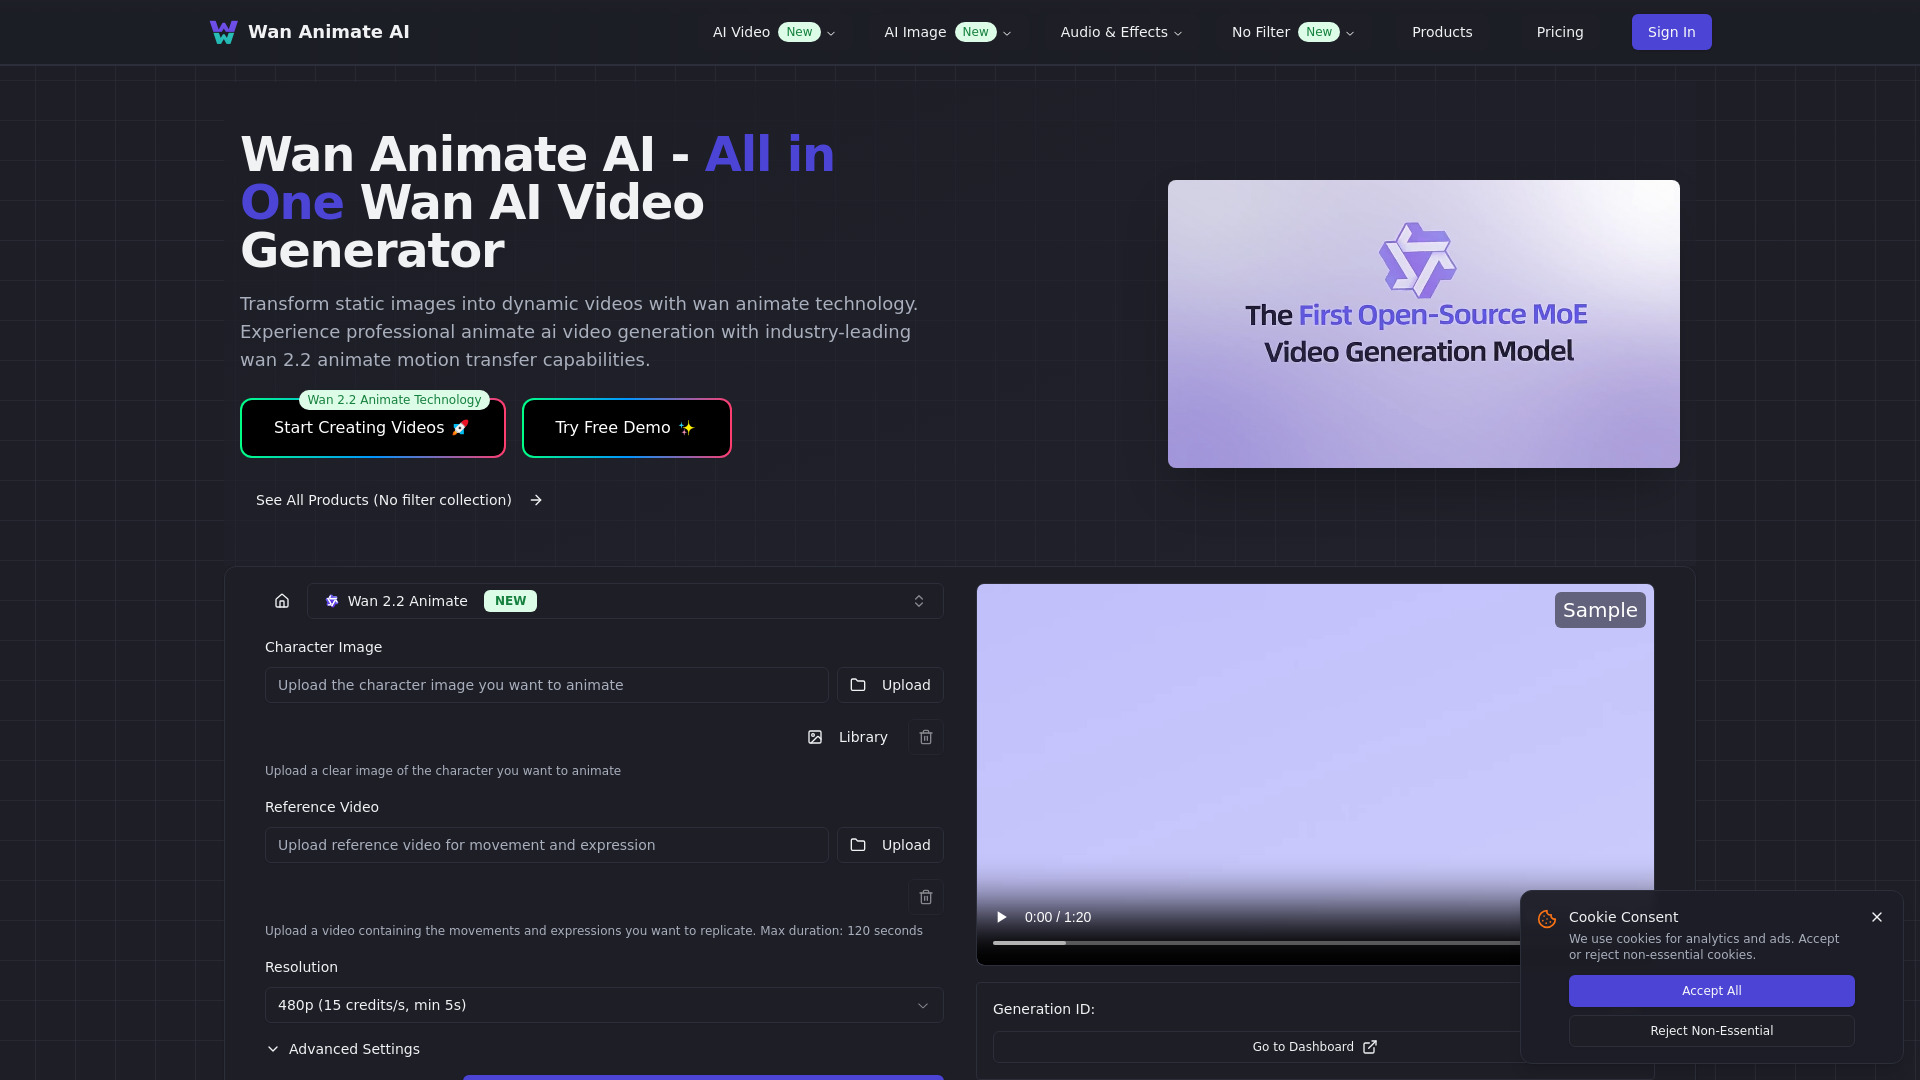 Wan Animate AI
AI Video New
AI Image New
Audio & Effects
No Filter New
Products
Pricing
Sign In
Wan Animate AI - All in
One Wan AI Video
Generator
Transform static images into dynamic videos with wan animate technology.
Experience professional animate ai video generation with industry-leading
wan 2.2 animate motion transfer capabilities.
Wan 2.2 Animate Technology
Start Creating Videos 🚀
Try Free Demo ✨
See All Products (No filter collection)
The First Open-Source MoE
Video Generation Model
Wan 2.2 Animate NEW
Character Image
Upload the character image you want to animate
Upload
Library
Upload a clear image of the character you want to animate
Reference Video
Upload reference video for movement and expression
Upload
Upload a video containing the movements and expressions you want to replicate. Max duration: 120 seconds
Resolution
480p (15 credits/s, min 5s)
Advanced Settings
Sample
0:00 / 1:20
Generation ID:
Go to Dashboard
Cookie Consent
We use cookies for analytics and ads. Accept
or reject non-essential cookies.
Accept All
Reject Non-Essential